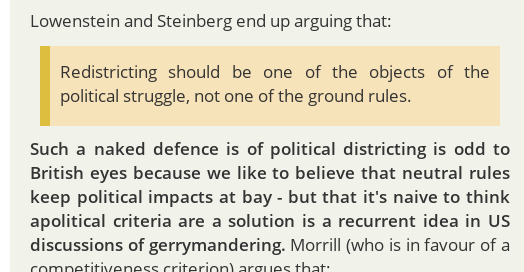 Lowenstein and Steinberg end up arguing that:
Redistricting should be one of the objects of the
political struggle, not one of the ground rules.
Such a naked defence is of political districting is odd to
British eyes because we like to believe that neutral rules
keep political impacts at bay - but that it's naive to think
apolitical criteria are a solution is a recurrent idea in US
discussions of gerrymandering. Morrill (who is in favour of a
competitiveness criterion) argues that: